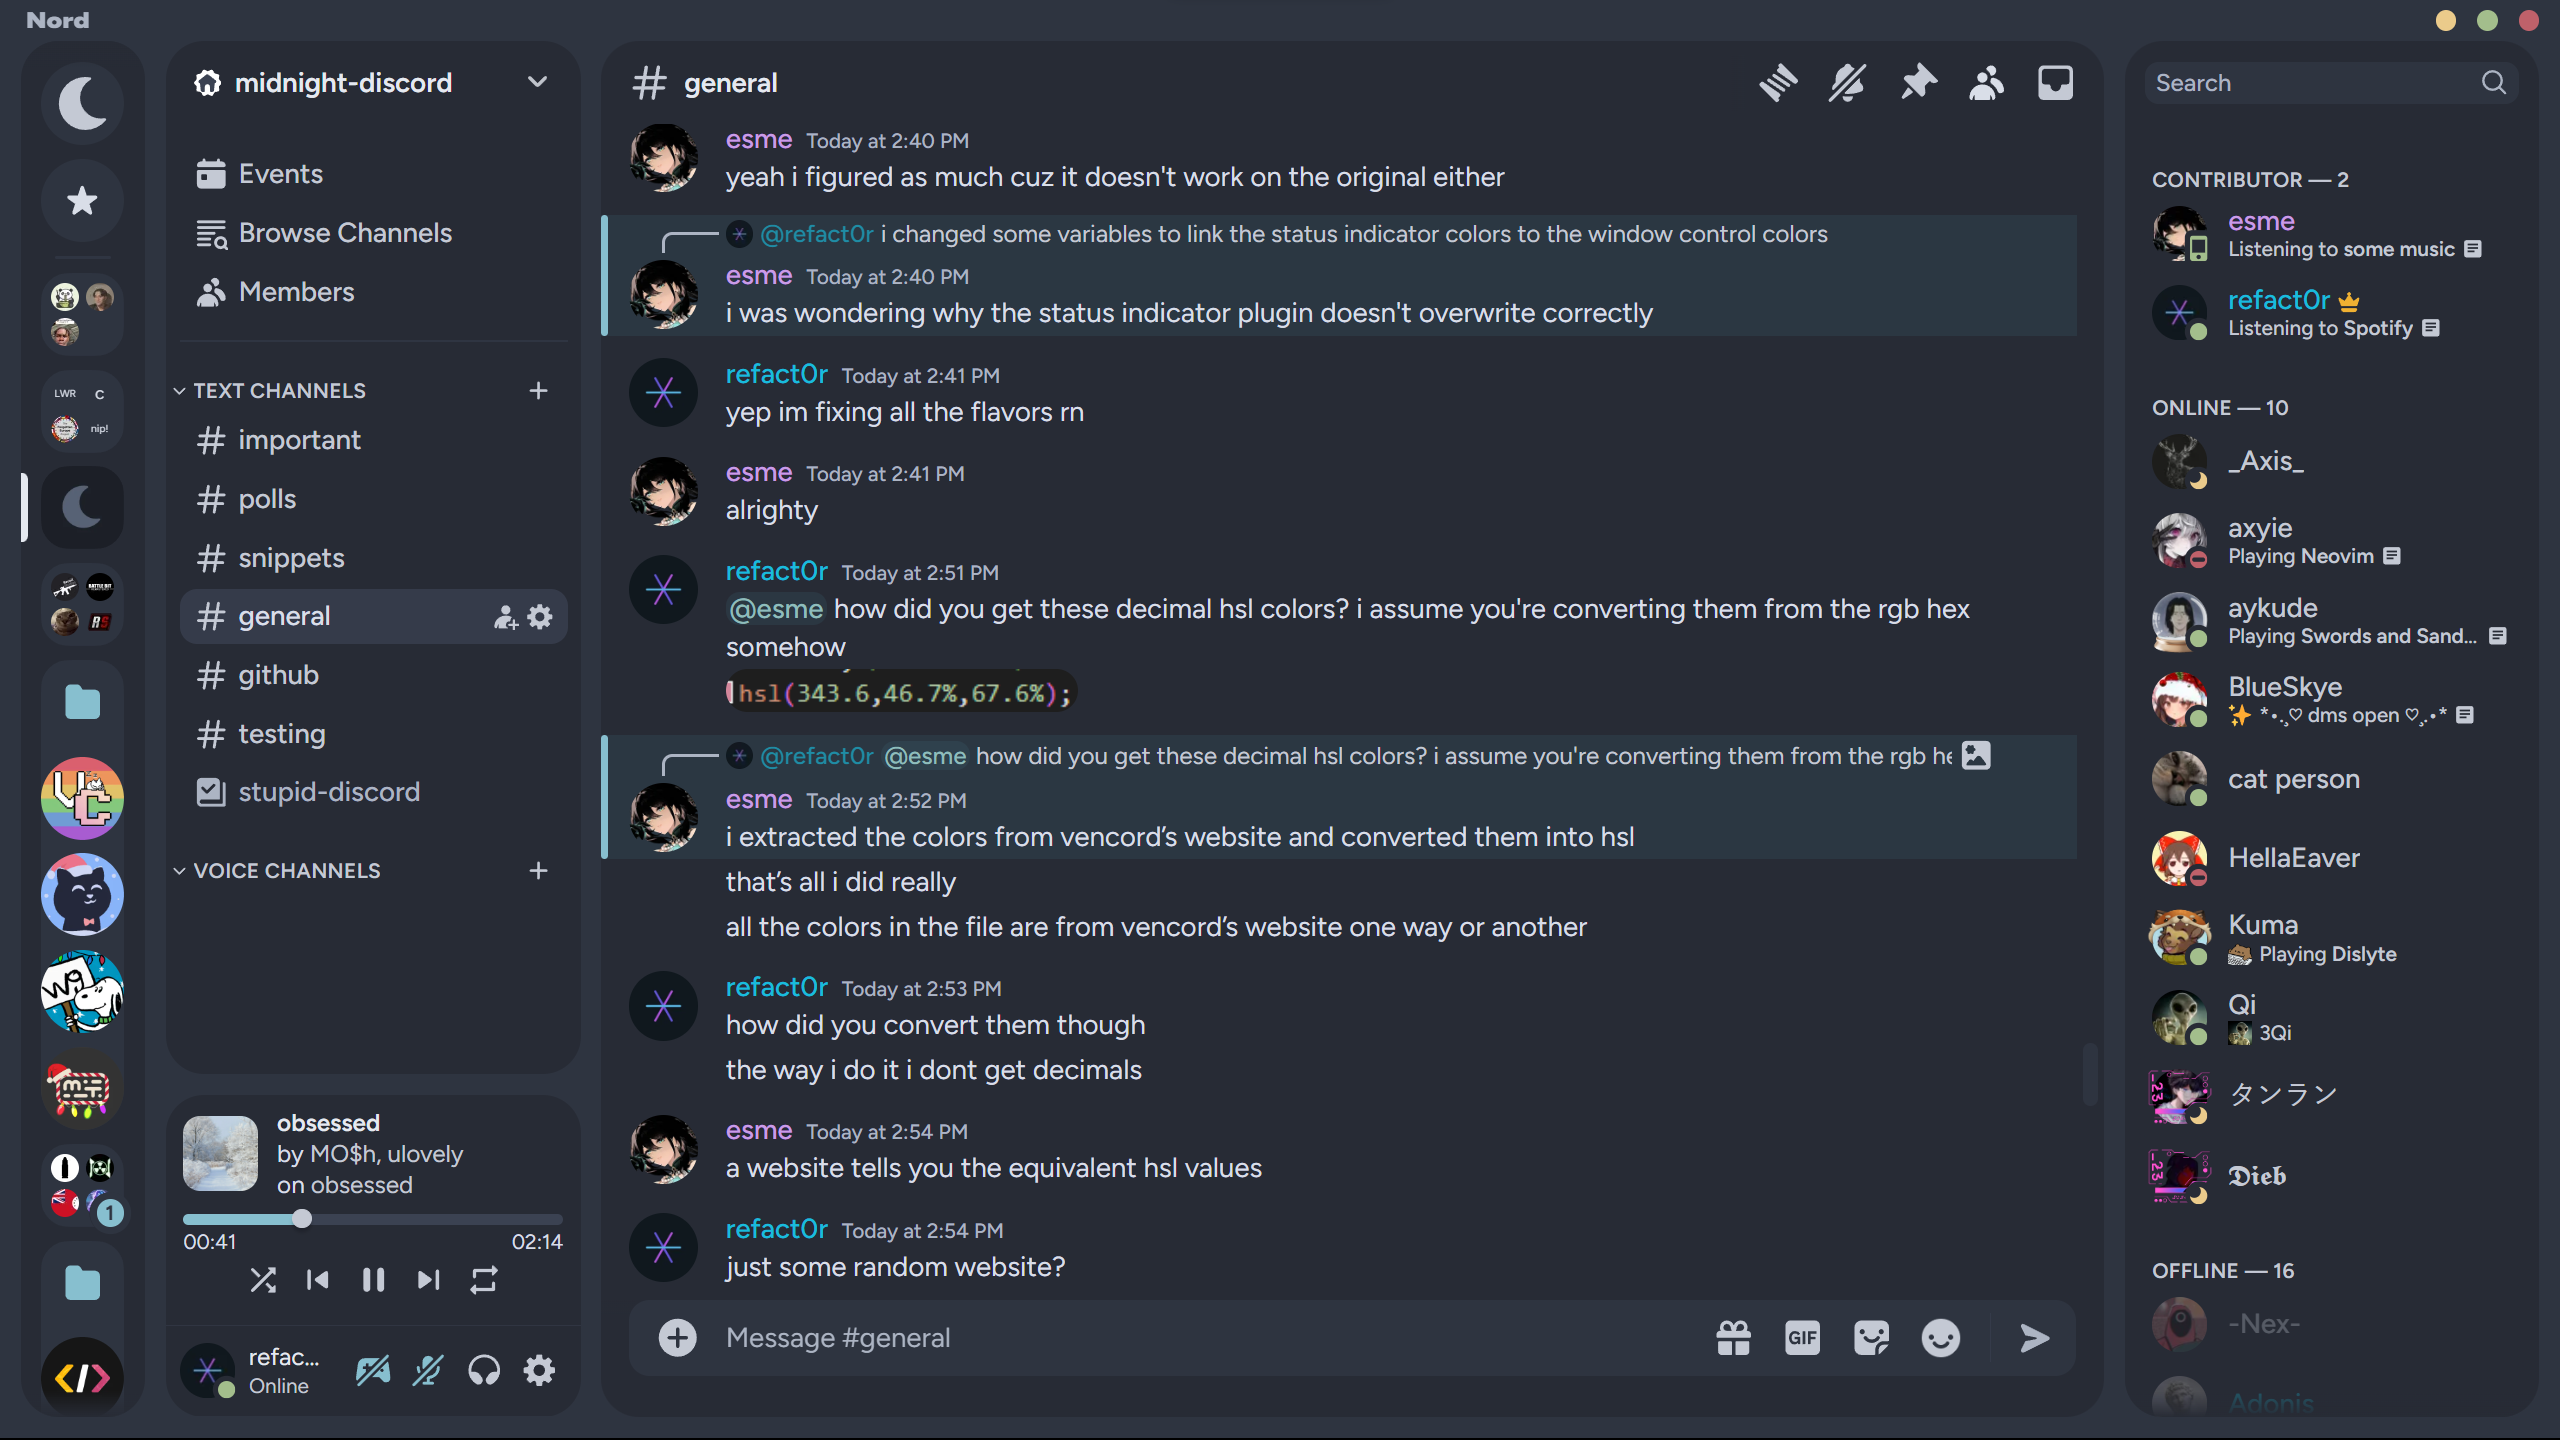 Nord
midnight-discord
Events
Browse Channels
Members
LWR
C
nip!
TEXT CHANNELS
important
polls
snippets
general
github
testing
stupid-discord
VOICE CHANNELS
1
obsessed
by MO$h, ulovely
on obsessed
00:41
02:14
refac...
Online
general
esme Today at 2:40 PM
yeah i figured as much cuz it doesn't work on the original either
@refact0r i changed some variables to link the status indicator colors to the window control colors
esme Today at 2:40 PM
i was wondering why the status indicator plugin doesn't overwrite correctly
refact0r Today at 2:41 PM
yep im fixing all the flavors rn
esme Today at 2:41 PM
alrighty
refact0r Today at 2:51 PM
@esme how did you get these decimal hsl colors? i assume you're converting them from the rgb hex
somehow
hsl(343.6,46.7%,67.6%);
@refact0r @esme how did you get these decimal hsl colors? i assume you're converting them from the rgb he
esme Today at 2:52 PM
i extracted the colors from vencord’s website and converted them into hsl
that’s all i did really
all the colors in the file are from vencord’s website one way or another
refact0r Today at 2:53 PM
how did you convert them though
the way i do it i dont get decimals
esme Today at 2:54 PM
a website tells you the equivalent hsl values
refact0r Today at 2:54 PM
just some random website?
Message #general
GIF
Search
CONTRIBUTOR — 2
esme
Listening to some music
refact0r
Listening to Spotify
ONLINE — 10
_Axis_
axyie
Playing Neovim
aykude
Playing Swords and Sand...
BlueSkye
✨ *•.¸♡ dms open ♡¸.•*
cat person
HellaEaver
Kuma
Playing Dislyte
Qi
3Qi
タンラン
𝕯𝖎𝖊𝖇
OFFLINE — 16
-Nex-
Adonis